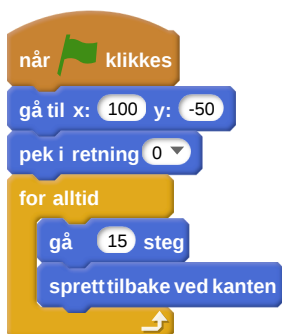 når klikkes
gå til x: 100 y: -50
pek i retning 0
for alltid
gå 15 steg
sprett tilbake ved kanten